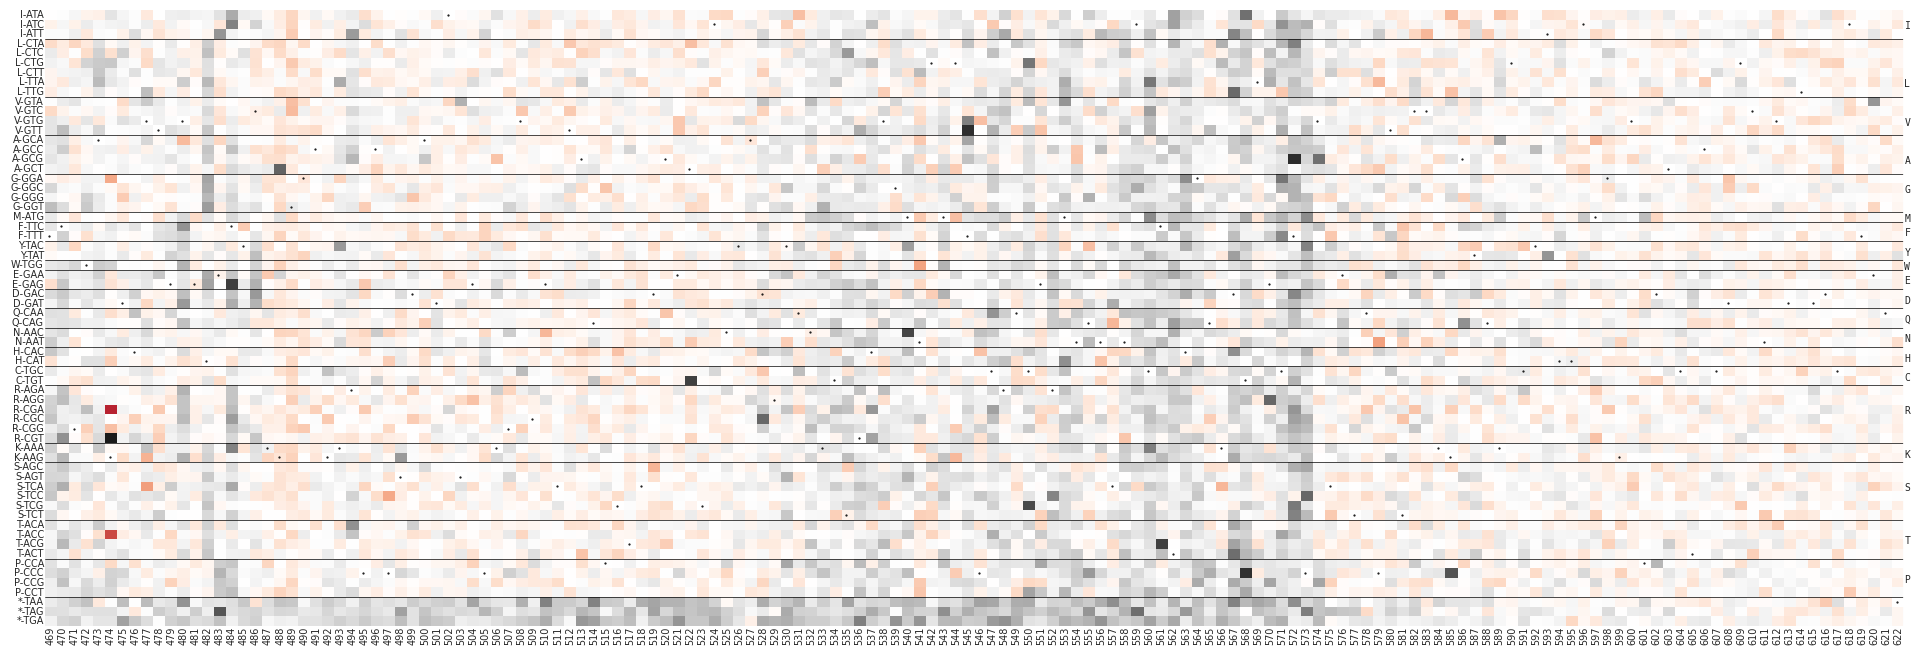 I-ATA
I-ATC
I-ATT
L-CTA
L-CTC
L-CTG
L-CTT
L-TTA
L-TTG
V-GTA
V-GTC
V-GTG
V-GTT
A-GCA
A-GCC
A-GCG
A-GCT
G-GGA
G-GGC
G-GGG
G-GGT
M-ATG
F-TTC
F-TTT
Y-TAC
Y-TAT
W-TGG
E-GAA
E-GAG
D-GAC
D-GAT
Q-CAA
Q-CAG
N-AAC
N-AAT
H-CAC
H-CAT
C-TGC
C-TGT
R-AGA
R-AGG
R-CGA
R-CGC
R-CGG
R-CGT
K-AAA
K-AAG
S-AGC
S-AGT
S-TCA
S-TCC
S-TCG
S-TCT
T-ACA
T-ACC
T-ACG
T-ACT
P-CCA
P-CCC
P-CCG
P-CCT
*-TAA
*-TAG
*-TGA
I
L
V
A
G
M
F
Y
W
E
D
Q
N
H
C
R
K
S
T
P
469 470 471 472 473 474 475 476 477 478 479 480 481 482 483 484 485 486 487 488 489 490 491 492 493 494 495 496 497 498 499 500 501 502 503 504 505 506 507 508 509 510 511 512 513 514 515 516 517 518 519 520 521 522 523 524 525 526 527 528 529 530 531 532 533 534 535 536 537 538 539 540 541 542 543 544 545 546 547 548 549 550 551 552 553 554 555 556 557 558 559 560 561 562 563 564 565 566 567 568 569 570 571 572 573 574 575 576 577 578 579 580 581 582 583 584 585 586 587 588 589 590 591 592 593 594 595 596 597 598 599 600 601 602 603 604 605 606 607 608 609 610 611 612 613 614 615 616 617 618 619 620 621 622